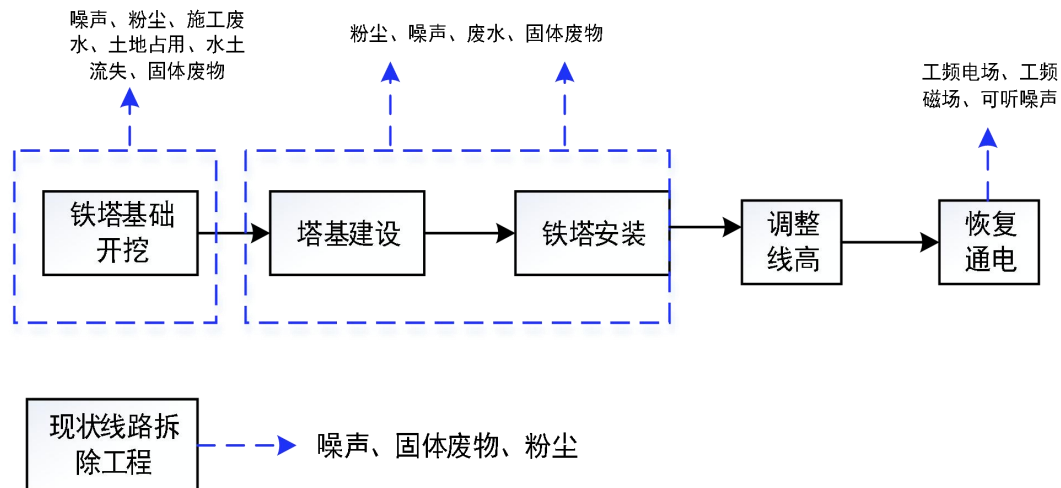 噪声、粉尘、施工废
水、土地占用、水土
流失、固体废物
粉尘、噪声、废水、固体废物
工频电场、工频
磁场、可听噪声
铁塔基础
开挖
塔基建设
铁塔安装
调整
线高
恢复
通电
现状线路拆
除工程
噪声、固体废物、粉尘